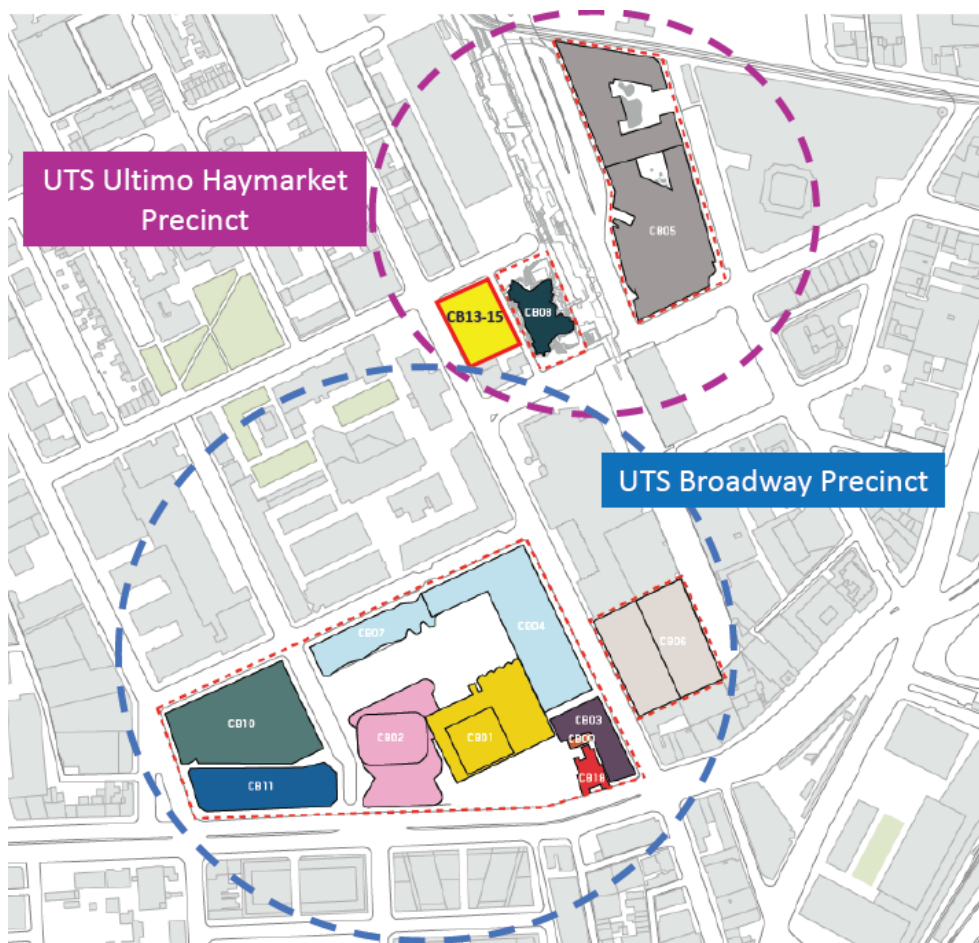 UTS Ultimo Haymarket
Precinct
CB05
CB13-15
CB08
UTS Broadway Precinct
CB07
CB04
CB06
CB10
CB02
CB01
CB03
CB11
CB18